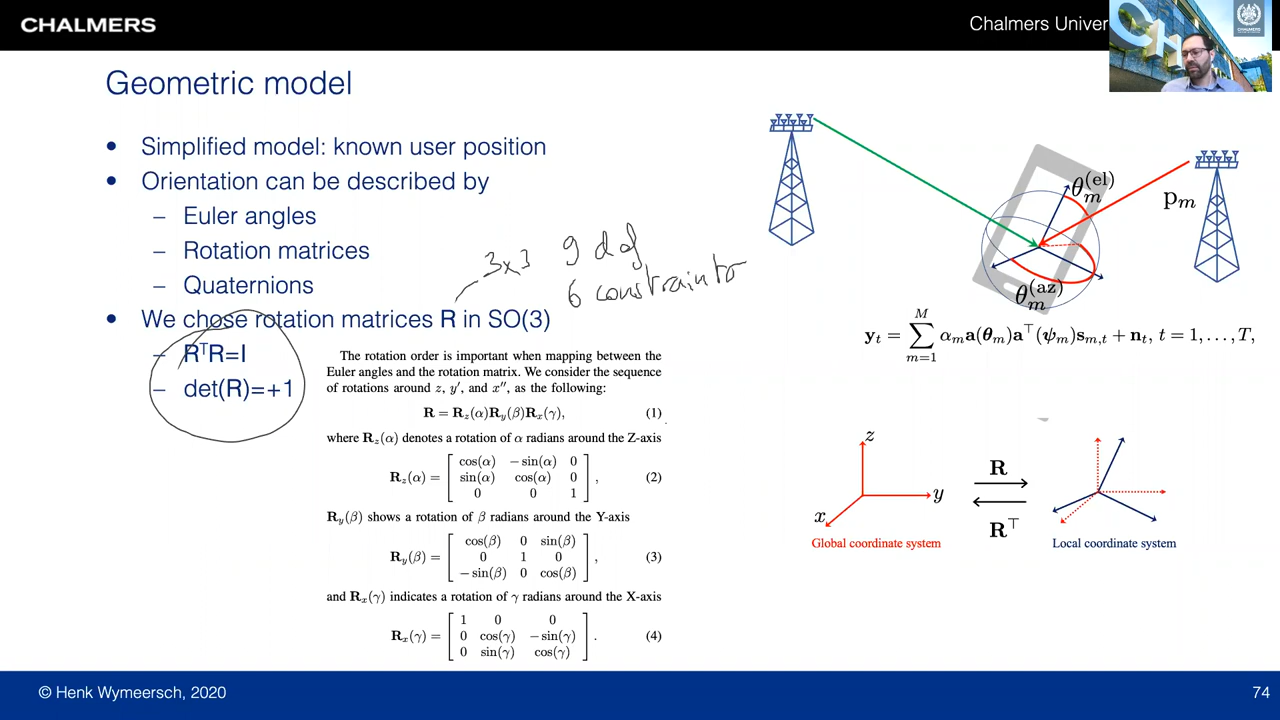 CHALMERS
Chalmers Univer
Geometric model
• Simplified model: known user position
• Orientation can be described by
– Euler angles
– Rotation matrices
– Quaternions
• We chose rotation matrices R in SO(3)
– RᵀR=I
– det(R)=+1
3x3 9 dof
6 constraints
The rotation order is important when mapping between the
Euler angles and the rotation matrix. We consider the sequence
of rotations around z, y′, and x″, as the following:
R = R_z(α)R_y(β)R_x(γ), (1)
where R_z(α) denotes a rotation of α radians around the Z-axis
cos(α) − sin(α) 0
R_z(α) = sin(α) cos(α) 0 , (2)
0 0 1
R_y(β) shows a rotation of β radians around the Y-axis
cos(β) 0 sin(β)
R_y(β) = 0 1 0 , (3)
− sin(β) 0 cos(β)
and R_x(γ) indicates a rotation of γ radians around the X-axis
1 0 0
R_x(γ) = 0 cos(γ) − sin(γ) . (4)
0 sin(γ) cos(γ)
θ_m^(el)
p_m
θ_m^(az)
y_t = ∑_{m=1}^{M} α_m a(θ_m)a^⊤(ψ_m)s_{m,t} + n_t, t = 1, . . . , T,
z
y
x
Global coordinate system
R
R^⊤
Local coordinate system
© Henk Wymeersch, 2020
74